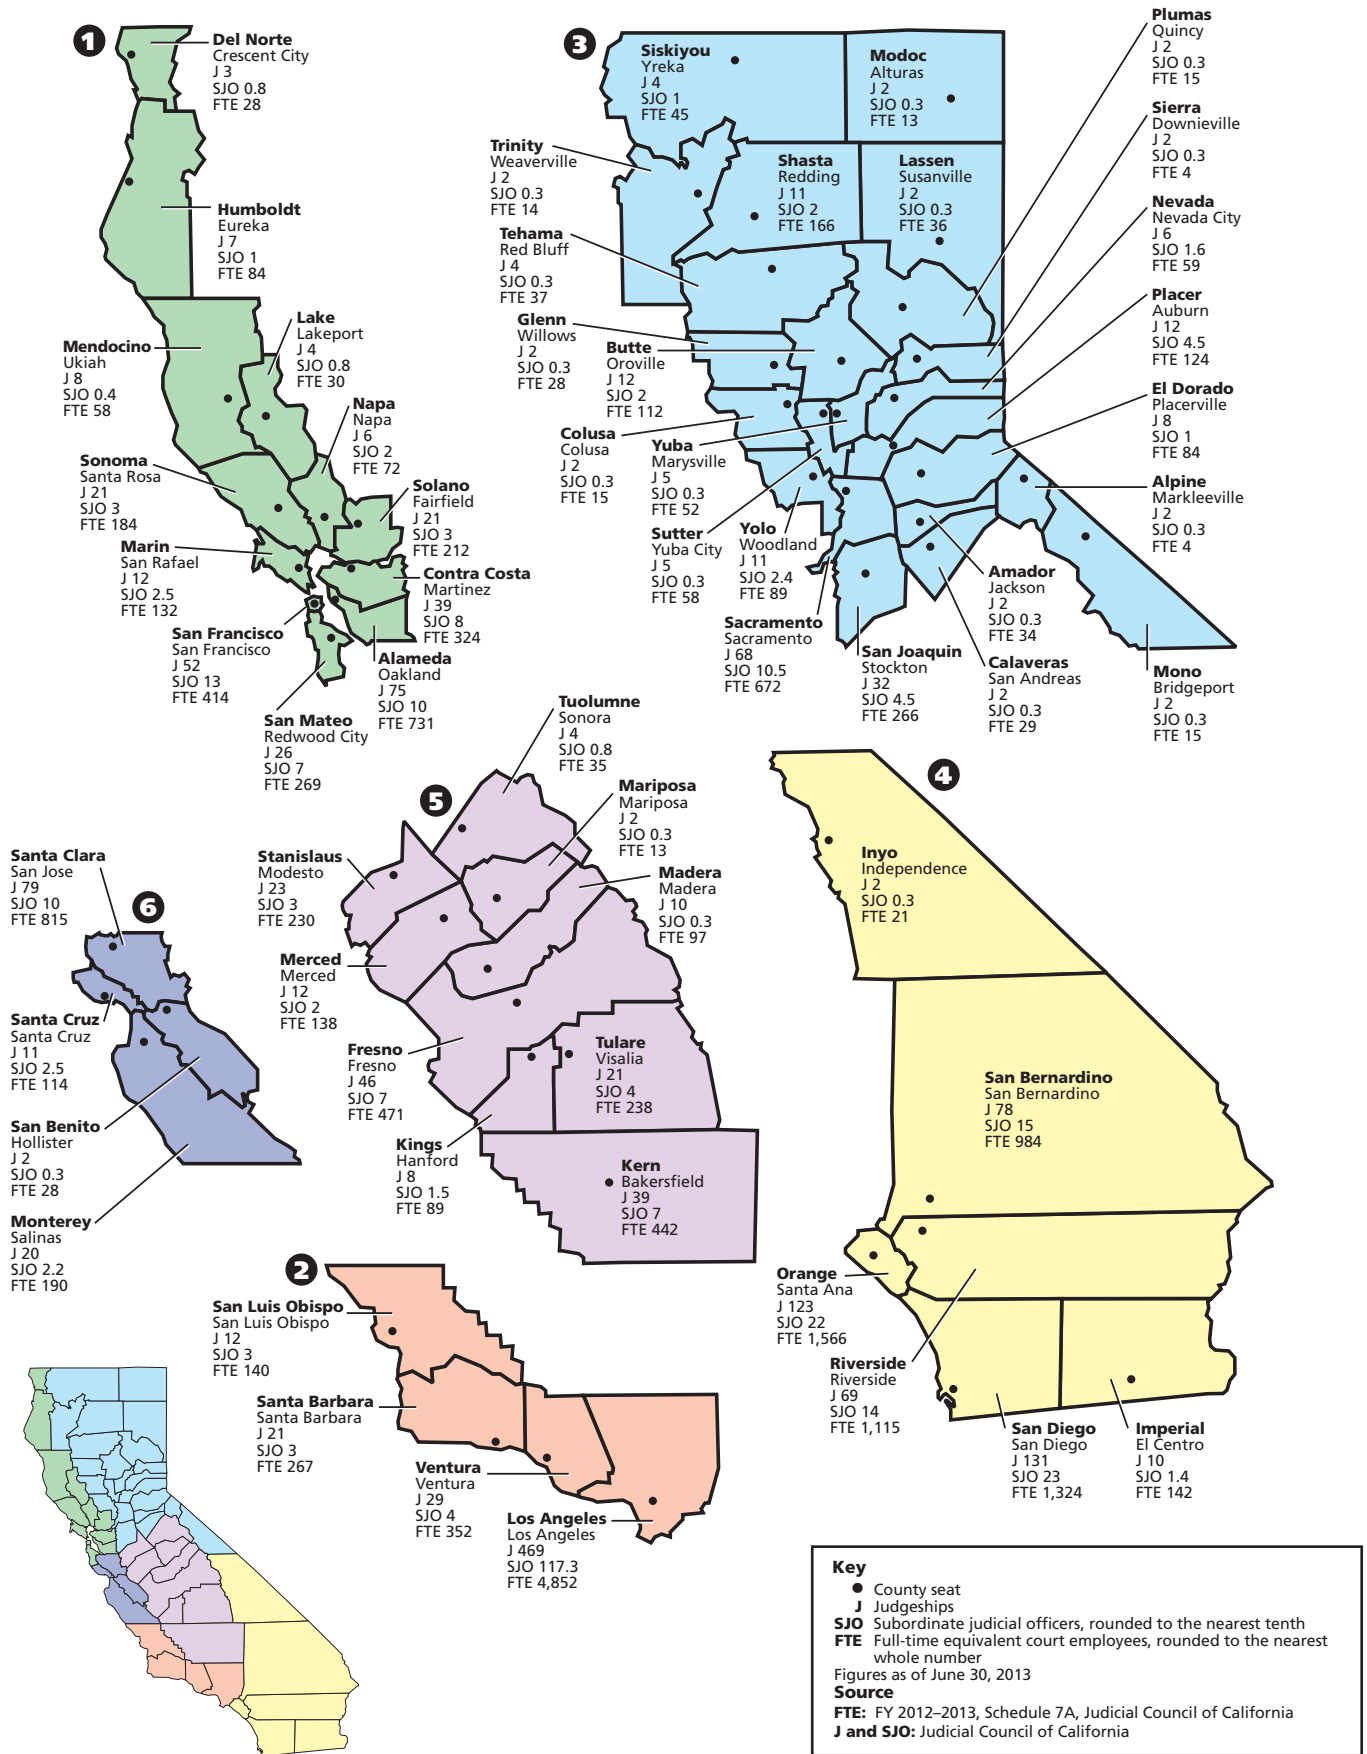 1
Del Norte
Crescent City
J 3
SJO 0.8
FTE 28
Humboldt
Eureka
J 7
SJO 1
FTE 84
Lake
Lakeport
J 4
SJO 0.8
FTE 30
Mendocino
Ukiah
J 8
SJO 0.4
FTE 58
Napa
Napa
J 6
SJO 2
FTE 72
Sonoma
Santa Rosa
J 21
SJO 3
FTE 184
Solano
Fairfield
J 21
SJO 3
FTE 212
Marin
San Rafael
J 12
SJO 2.5
FTE 132
Contra Costa
Martinez
J 39
SJO 8
FTE 324
San Francisco
San Francisco
J 52
SJO 13
FTE 414
Alameda
Oakland
J 75
SJO 10
FTE 731
San Mateo
Redwood City
J 26
SJO 7
FTE 269
3
Siskiyou
Yreka
J 4
SJO 1
FTE 45
Modoc
Alturas
J 2
SJO 0.3
FTE 13
Plumas
Quincy
J 2
SJO 0.3
FTE 15
Sierra
Downieville
J 2
SJO 0.3
FTE 4
Trinity
Weaverville
J 2
SJO 0.3
FTE 14
Shasta
Redding
J 11
SJO 2
FTE 166
Lassen
Susanville
J 2
SJO 0.3
FTE 36
Nevada
Nevada City
J 6
SJO 1.6
FTE 59
Tehama
Red Bluff
J 4
SJO 0.3
FTE 37
Placer
Auburn
J 12
SJO 4.5
FTE 124
Glenn
Willows
J 2
SJO 0.3
FTE 28
Butte
Oroville
J 12
SJO 2
FTE 112
El Dorado
Placerville
J 8
SJO 1
FTE 84
Colusa
Colusa
J 2
SJO 0.3
FTE 15
Yuba
Marysville
J 5
SJO 0.3
FTE 52
Alpine
Markleeville
J 2
SJO 0.3
FTE 4
Sutter
Yuba City
J 5
SJO 0.3
FTE 58
Yolo
Woodland
J 11
SJO 2.4
FTE 89
Amador
Jackson
J 2
SJO 0.3
FTE 34
Sacramento
Sacramento
J 68
SJO 10.5
FTE 672
San Joaquin
Stockton
J 32
SJO 4.5
FTE 266
Calaveras
San Andreas
J 2
SJO 0.3
FTE 29
Mono
Bridgeport
J 2
SJO 0.3
FTE 15
5
Tuolumne
Sonora
J 4
SJO 0.8
FTE 35
Mariposa
Mariposa
J 2
SJO 0.3
FTE 13
Stanislaus
Modesto
J 23
SJO 3
FTE 230
Madera
Madera
J 10
SJO 0.3
FTE 97
Merced
Merced
J 12
SJO 2
FTE 138
Fresno
Fresno
J 46
SJO 7
FTE 471
Tulare
Visalia
J 21
SJO 4
FTE 238
Kings
Hanford
J 8
SJO 1.5
FTE 89
Kern
Bakersfield
J 39
SJO 7
FTE 442
4
Inyo
Independence
J 2
SJO 0.3
FTE 21
San Bernardino
San Bernardino
J 78
SJO 15
FTE 984
Orange
Santa Ana
J 123
SJO 22
FTE 1,566
Riverside
Riverside
J 69
SJO 14
FTE 1,115
San Diego
San Diego
J 131
SJO 23
FTE 1,324
Imperial
El Centro
J 10
SJO 1.4
FTE 142
6
Santa Clara
San Jose
J 79
SJO 10
FTE 815
Santa Cruz
Santa Cruz
J 11
SJO 2.5
FTE 114
San Benito
Hollister
J 2
SJO 0.3
FTE 28
Monterey
Salinas
J 20
SJO 2.2
FTE 190
2
San Luis Obispo
San Luis Obispo
J 12
SJO 3
FTE 140
Santa Barbara
Santa Barbara
J 21
SJO 3
FTE 267
Ventura
Ventura
J 29
SJO 4
FTE 352
Los Angeles
Los Angeles
J 469
SJO 117.3
FTE 4,852
Key
County seat
J Judgeships
SJO Subordinate judicial officers, rounded to the nearest tenth
FTE Full-time equivalent court employees, rounded to the nearest
whole number
Figures as of June 30, 2013
Source
FTE: FY 2012–2013, Schedule 7A, Judicial Council of California
J and SJO: Judicial Council of California